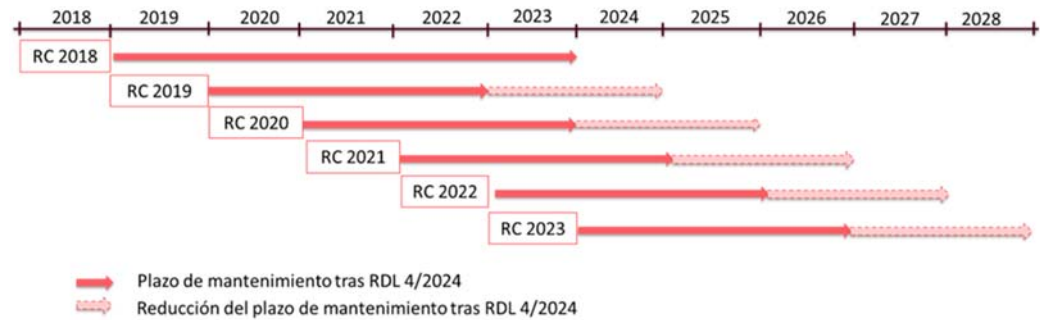 2018 2019 2020 2021 2022 2023 2024 2025 2026 2027 2028
RC 2018
RC 2019
RC 2020
RC 2021
RC 2022
RC 2023
Plazo de mantenimiento tras RDL 4/2024
Reducción del plazo de mantenimiento tras RDL 4/2024